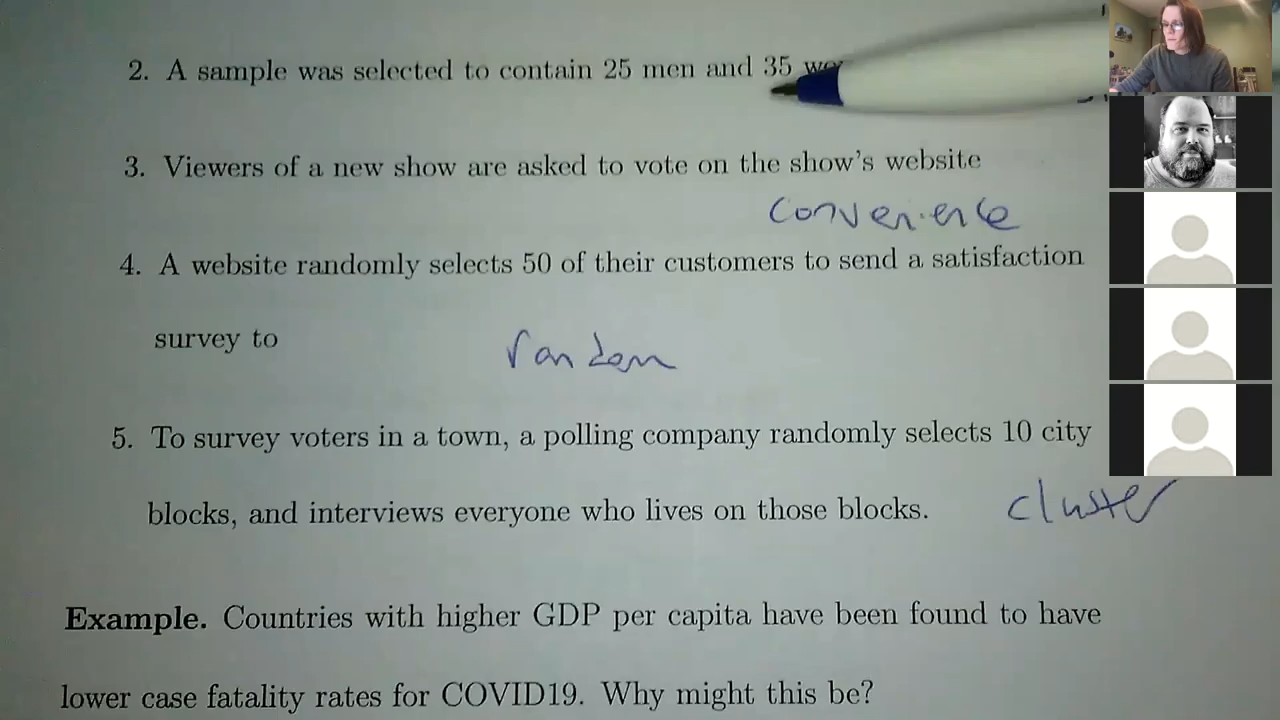 2. A sample was selected to contain 25 men and 35
3. Viewers of a new show are asked to vote on the show's website
convenience
4. A website randomly selects 50 of their customers to send a satisfaction
survey to
random
5. To survey voters in a town, a polling company randomly selects 10 city
blocks, and interviews everyone who lives on those blocks.
cluster
Example. Countries with higher GDP per capita have been found to have
lower case fatality rates for COVID19. Why might this be?